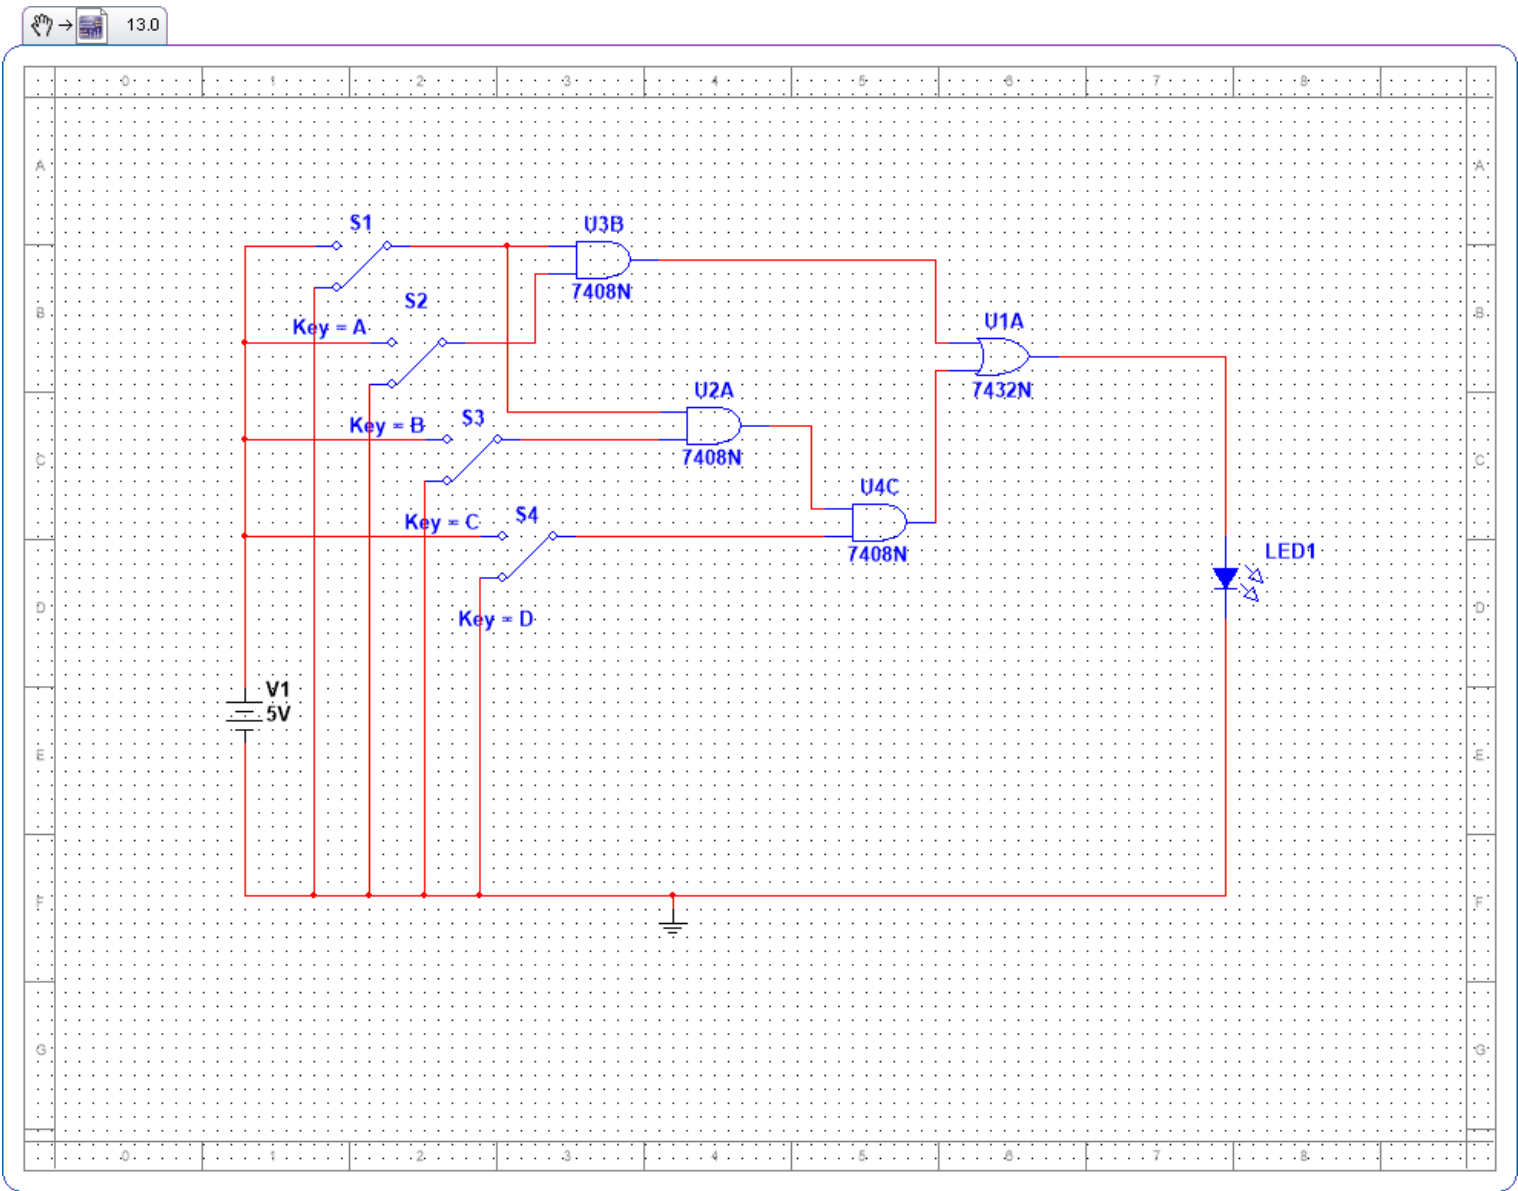 13.0
0 1 2 3 4 5 6 7 8
A A
S1 U3B
7408N
S2
B B
Key = A
U1A
7432N
U2A
S3
Key = B
7408N
C C
U4C
S4
Key = C
7408N
LED1
D D
Key = D
V1
5V
E E
F F
G G
0 1 2 3 4 5 6 7 8